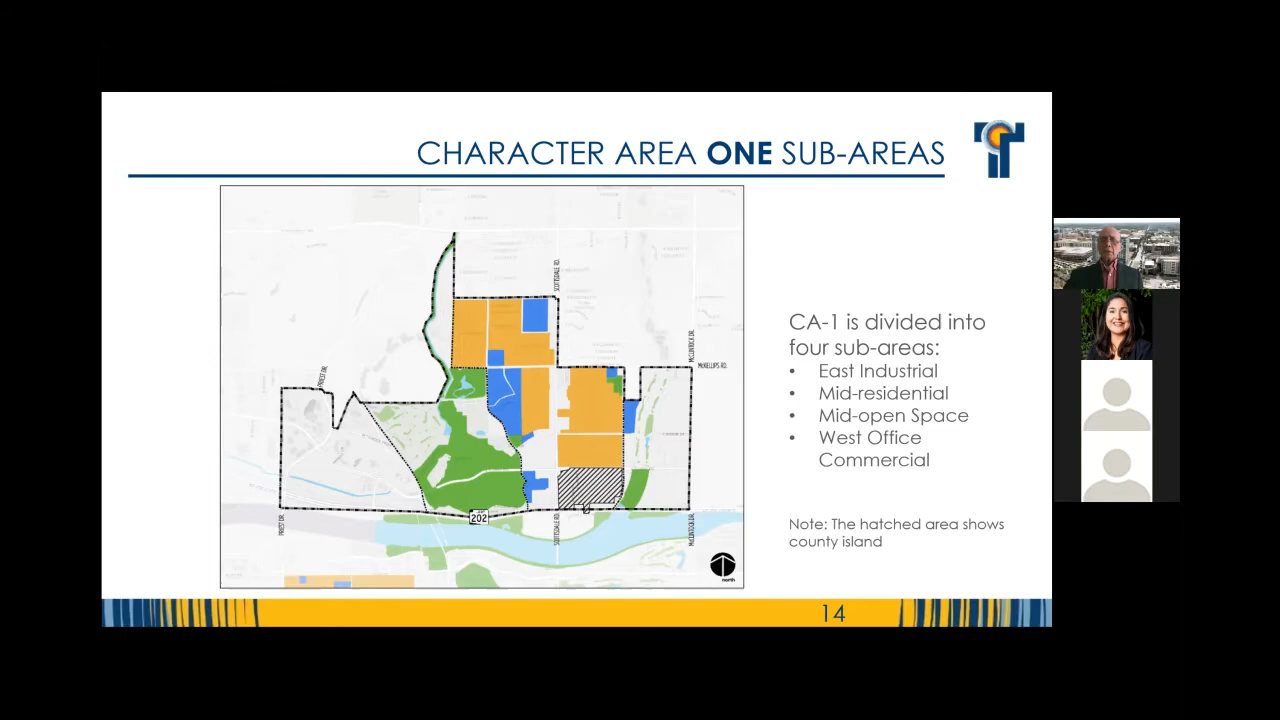 CHARACTER AREA ONE SUB-AREAS
SCOTTSDALE RD.
MCCLINTOCK DR.
PRIEST DR.
MCKELLIPS RD.
CA-1 is divided into
four sub-areas:
• East Industrial
• Mid-residential
• Mid-open Space
• West Office
Commercial
202
PRIEST DR.
SCOTTSDALE RD.
MCCLINTOCK DR.
Note: The hatched area shows
county island
north
14